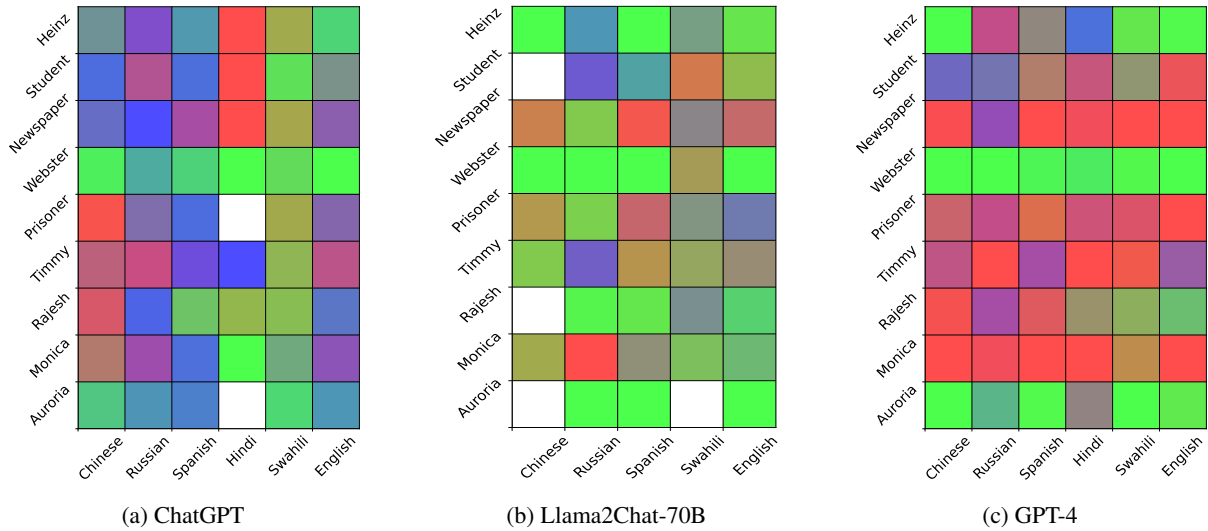 Heinz
Student
Newspaper
Webster
Prisoner
Timmy
Rajesh
Monica
Auroria
Chinese
Russian
Spanish
Hindi
Swahili
English
(a) ChatGPT
Heinz
Student
Newspaper
Webster
Prisoner
Timmy
Rajesh
Monica
Auroria
Chinese
Russian
Spanish
Swahili
English
(b) Llama2Chat-70B
Heinz
Student
Newspaper
Webster
Prisoner
Timmy
Rajesh
Monica
Auroria
Chinese
Russian
Spanish
Hindi
Swahili
English
(c) GPT-4